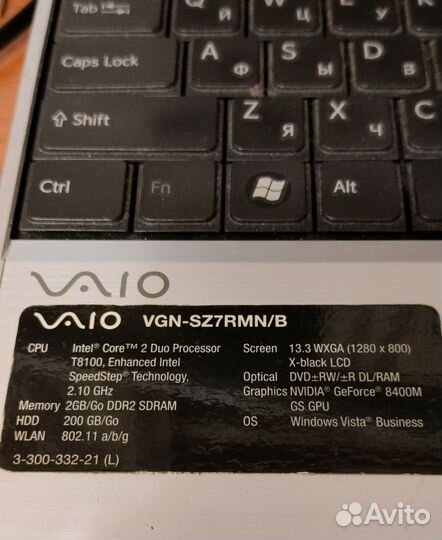 Tab
Й Ц
Caps Lock A Ф S Ы D В
Shift Z Я X Ч
Ctrl Fn Alt
VAIO
VAIO VGN-SZ7RMN/B
CPU Intel® Core™ 2 Duo Processor Screen 13.3 WXGA (1280 x 800)
T8100, Enhanced Intel X-black LCD
SpeedStep® Technology, Optical DVD±RW/±R DL/RAM
2.10 GHz Graphics NVIDIA® GeForce® 8400M
Memory 2GB/Go DDR2 SDRAM GS GPU
HDD 200 GB/Go OS Windows Vista® Business
WLAN 802.11 a/b/g
3-300-332-21 (L)
Avito